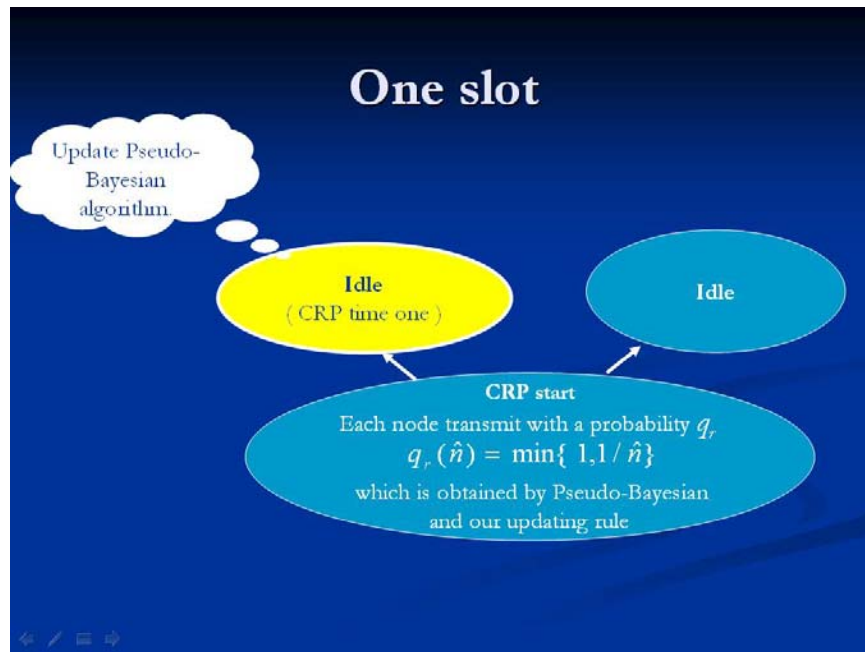 One slot
Update Pseudo-
Bayesian
algorithm.
Idle
( CRP time one )
Idle
CRP start
Each node transmit with a probability qᵣ
qᵣ (n̂) = min{ 1,1 / n̂}
which is obtained by Pseudo-Bayesian
and our updating rule